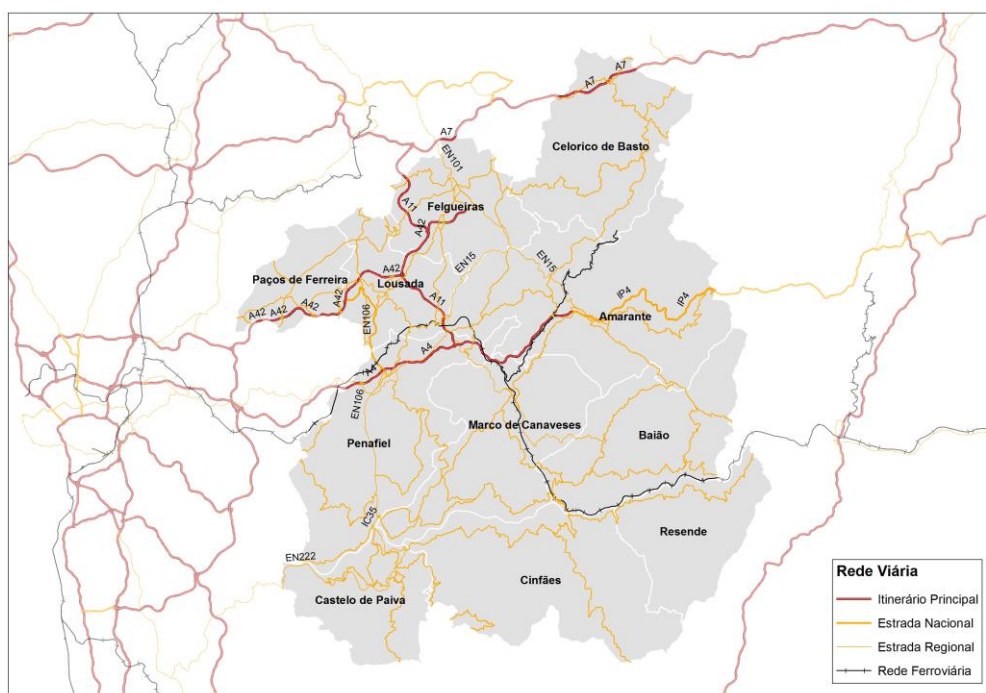 A7
A7
A7
Celorico de Basto
EN101
A11
Felgueiras
A42
EN15
EN15
A42
Paços de Ferreira
Lousada
A42
IP4
IP4
A11
A42
A42
A42
Amarante
EN106
A4
A4
EN106
Marco de Canaveses
Penafiel
Baião
IC35
Resende
EN222
Cinfães
Castelo de Paiva
Rede Viária
Itinerário Principal
Estrada Nacional
Estrada Regional
Rede Ferroviária